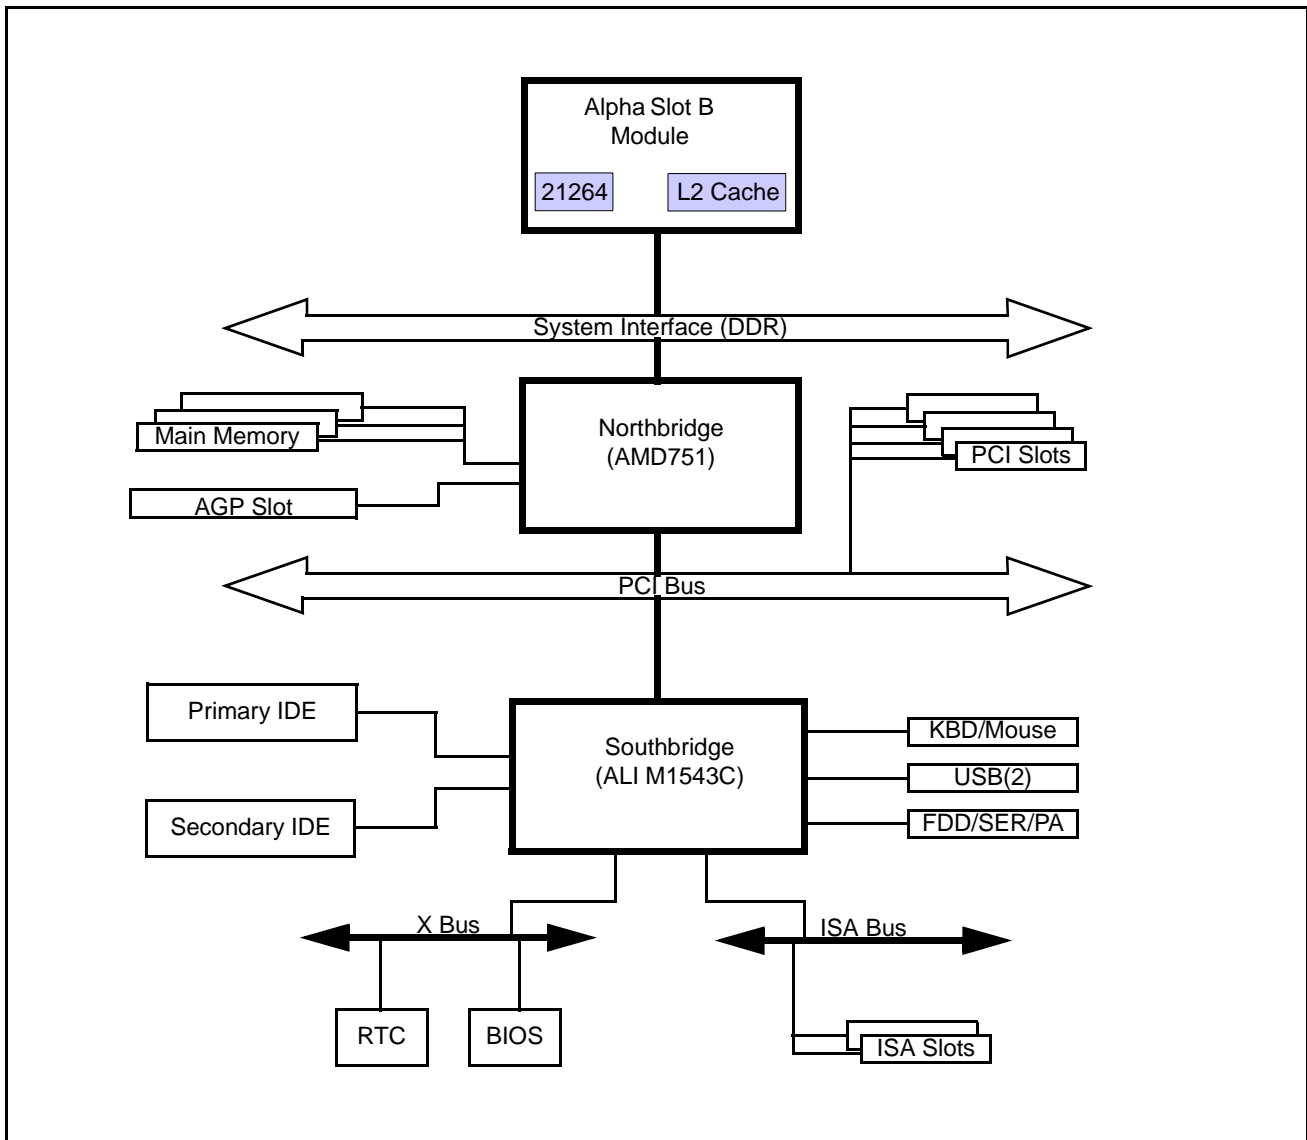 Alpha Slot B
Module
21264
L2 Cache
System Interface (DDR)
Main Memory
Northbridge
(AMD751)
PCI Slots
AGP Slot
PCI Bus
Primary IDE
Southbridge
(ALI M1543C)
KBD/Mouse
USB(2)
Secondary IDE
FDD/SER/PA
X Bus
ISA Bus
RTC
BIOS
ISA Slots